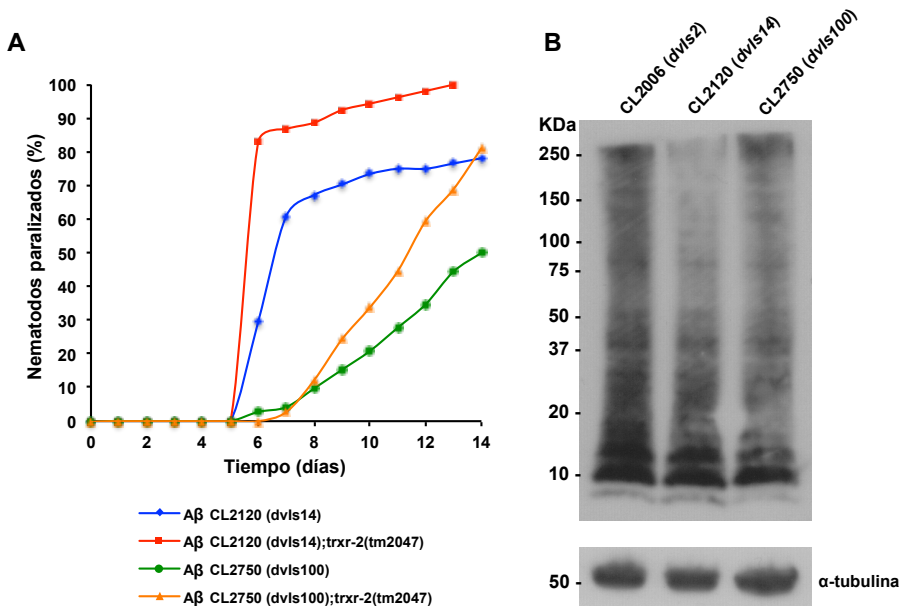 A
Nematodos paralizados (%)
100
90
80
70
60
50
40
30
20
10
0
0 2 4 6 8 10 12 14
Tiempo (días)
Aβ CL2120 (dvIs14)
Aβ CL2120 (dvIs14);trxr-2(tm2047)
Aβ CL2750 (dvIs100)
Aβ CL2750 (dvIs100);trxr-2(tm2047)
B
CL2006 (dvIs2)
CL2120 (dvIs14)
CL2750 (dvIs100)
KDa
250 -
150 -
100 -
75 -
50 -
37 -
20 -
10 -
50 -
α-tubulina